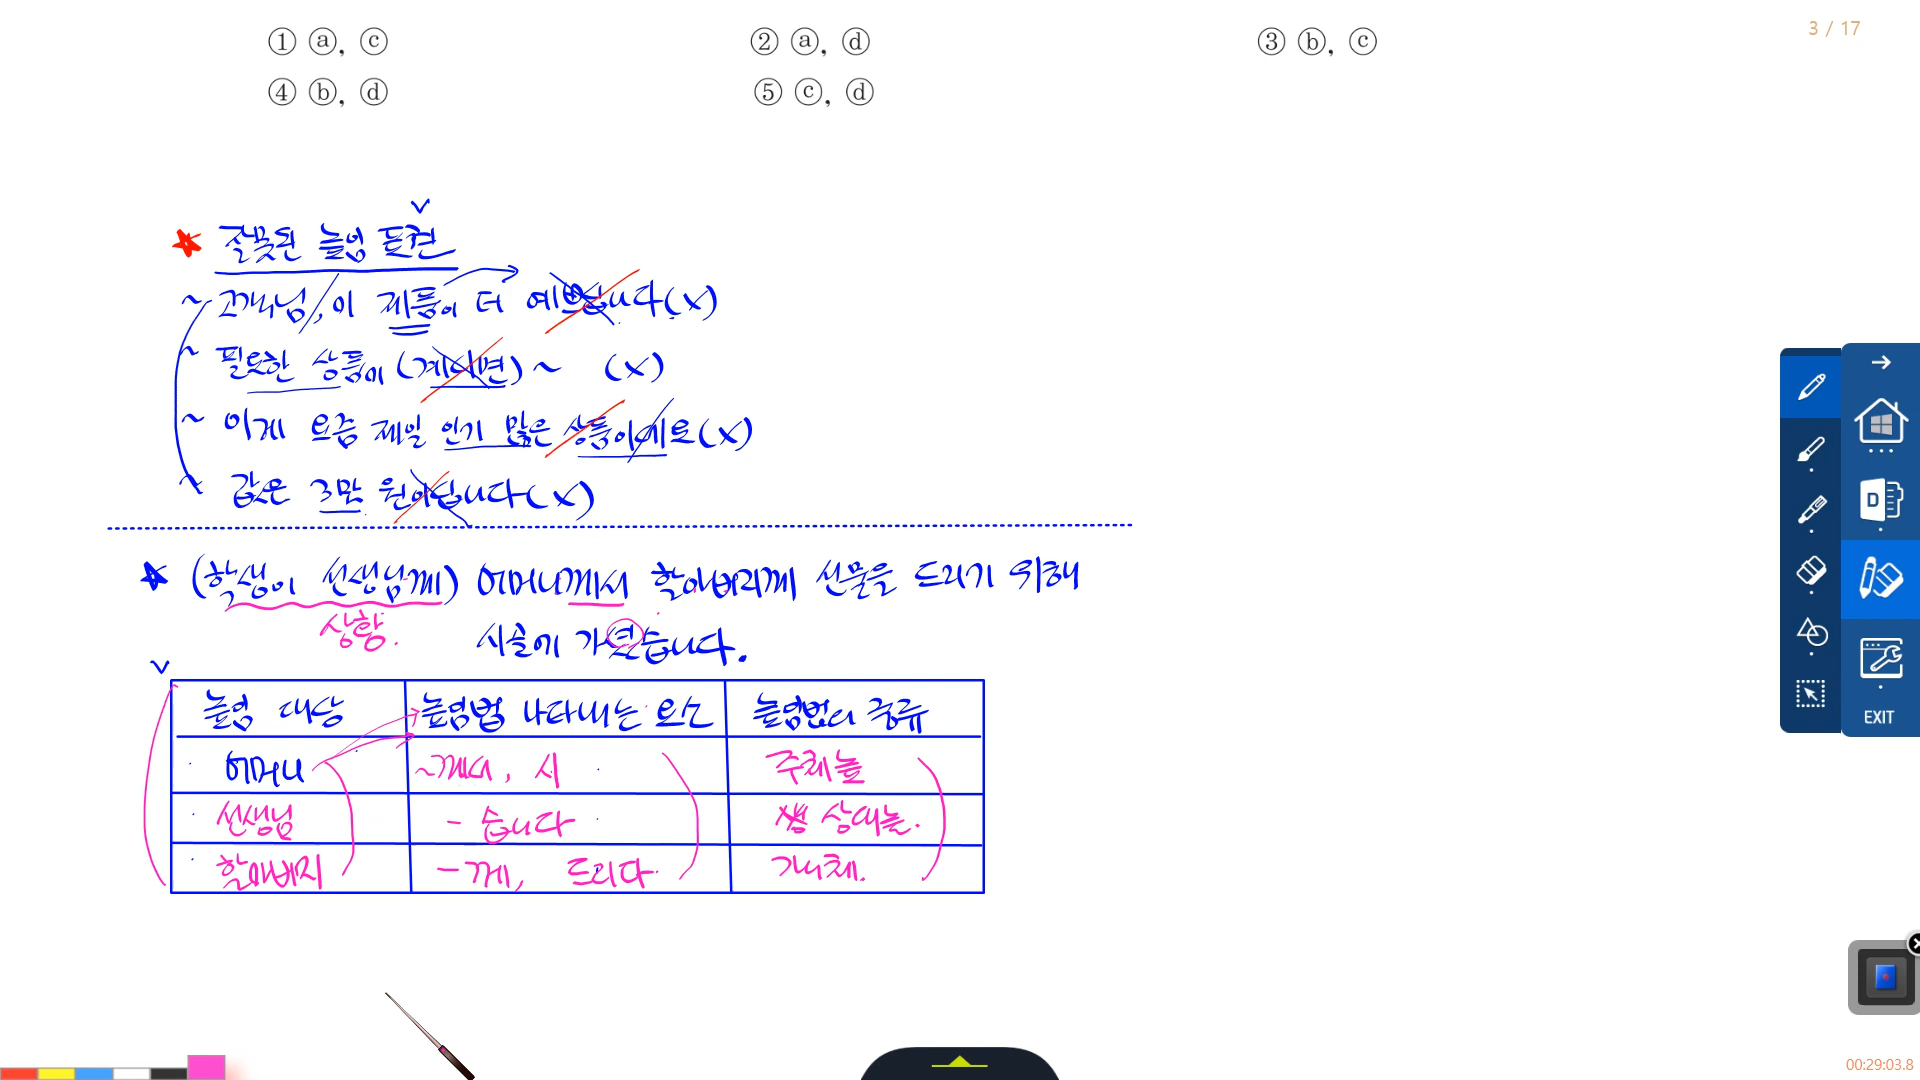 ① ⓐ, ⓒ ② ⓐ, ⓓ ③ ⓑ, ⓒ
④ ⓑ, ⓓ ⑤ ⓒ, ⓓ
3 / 17
잘못된 높임 표현
~ 고객님, 이 제품이 더 예쁘십니다(X)
~ 필요한 상품이 (계시면) ~ (X)
~ 이게 요즘 제일 인기 많은 상품이세요(X)
~ 값은 3만 원이십니다(X)
(학생이 선생님께) 어머니께서 할아버지께 선물을 드리기 위해
상황.
시골에 가셨습니다.
높임 대상 높임법 나타내는 요소 높임법의 종류
어머니 ~께서, 시 주체높
선생님 - 습니다 상대높.
할아버지 - 께, 드리다 객체.
EXIT
00:29:03.8